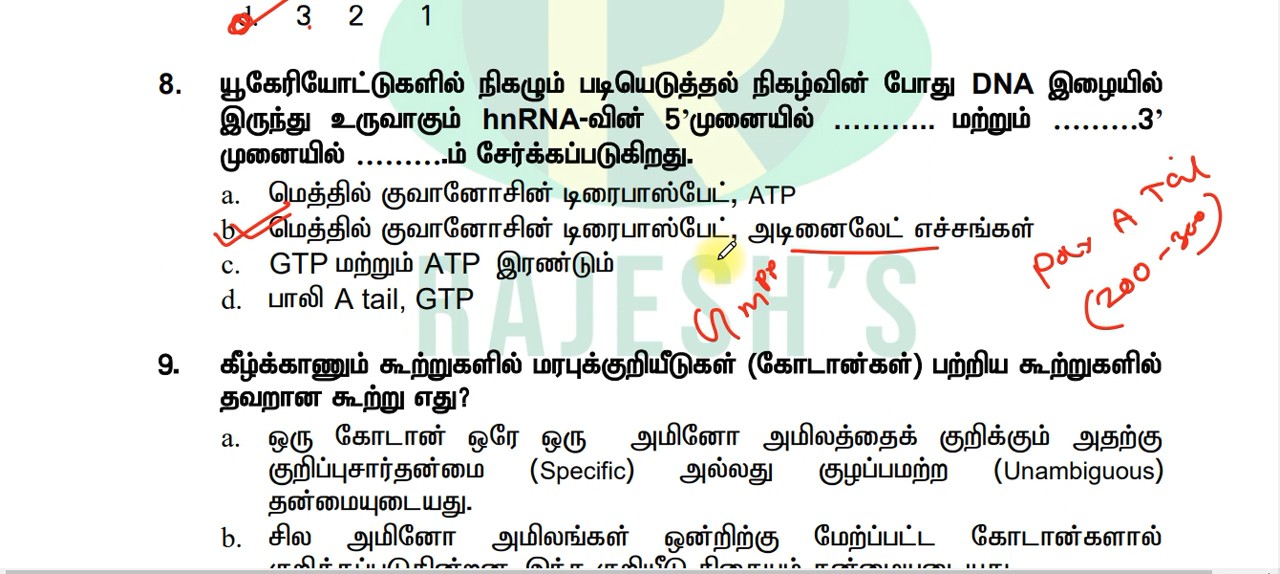 d. 3 2 1
8. யூகேரியோட்டுகளில் நிகழும் படியெடுத்தல் நிகழ்வின் போது DNA இழையில்
இருந்து உருவாகும் hnRNA-வின் 5’முனையில் ........... மற்றும் .........3’
முனையில் ..........ம் சேர்க்கப்படுகிறது.
a. மெத்தில் குவானோசின் டிரைபாஸ்பேட், ATP
b. மெத்தில் குவானோசின் டிரைபாஸ்பேட், அடினைலேட் எச்சங்கள்
c. GTP மற்றும் ATP இரண்டும்
d. பாலி A tail, GTP
Poly A Tail
(200-300)
RAJESH'S
9. கீழ்க்காணும் கூற்றுகளில் மரபுக்குறியீடுகள் (கோடான்கள்) பற்றிய கூற்றுகளில்
தவறான கூற்று எது?
a. ஒரு கோடான் ஒரே ஒரு அமினோ அமிலத்தைக் குறிக்கும் அதற்கு
குறிப்புசார்தன்மை (Specific) அல்லது குழப்பமற்ற (Unambiguous)
தன்மையுடையது.
b. சில அமினோ அமிலங்கள் ஒன்றிற்கு மேற்ப்பட்ட கோடான்களால்